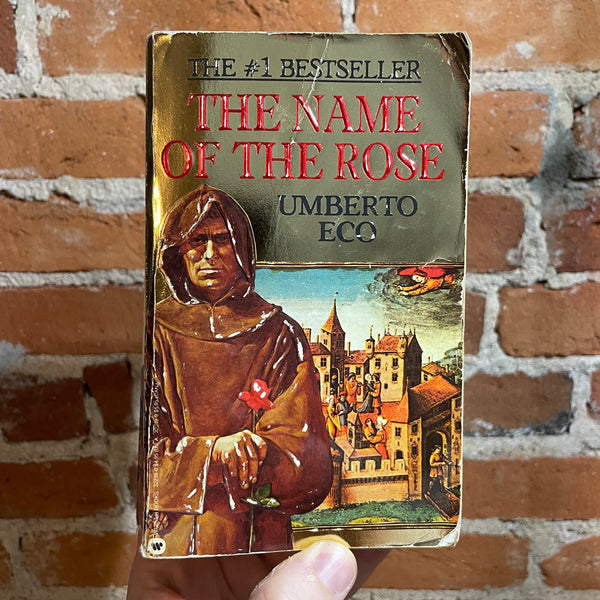 THE #1 BESTSELLER
THE NAME
OF THE ROSE
UMBERTO
ECO